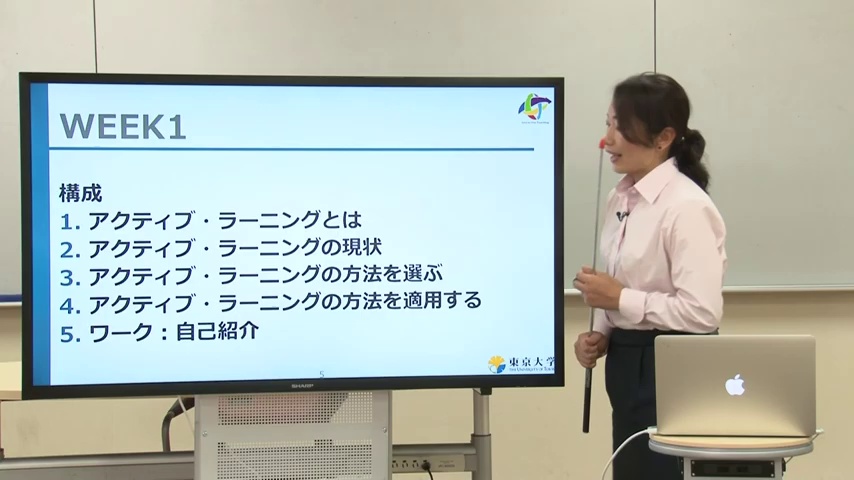 WEEK1
構成
1. アクティブ・ラーニングとは
2. アクティブ・ラーニングの現状
3. アクティブ・ラーニングの方法を選ぶ
4. アクティブ・ラーニングの方法を適用する
5. ワーク：自己紹介
5
東京大学
SHARP